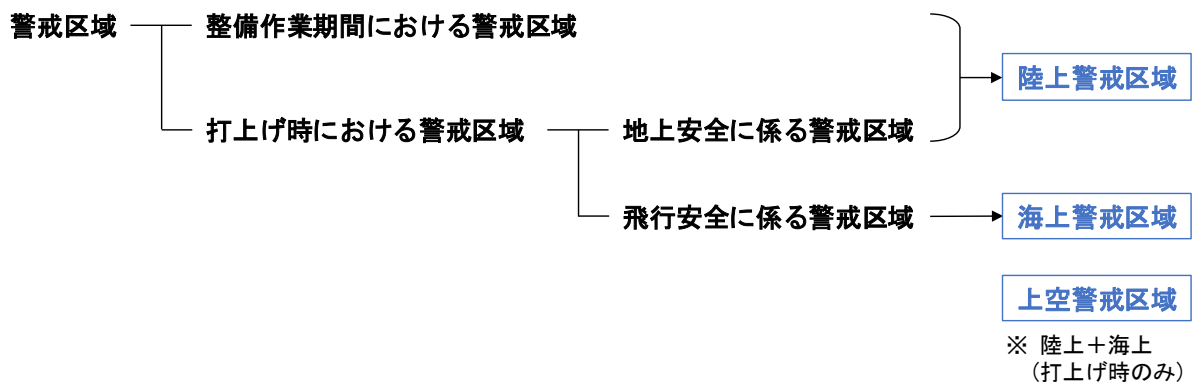 警戒区域
整備作業期間における警戒区域
陸上警戒区域
打上げ時における警戒区域
地上安全に係る警戒区域
飛行安全に係る警戒区域
海上警戒区域
上空警戒区域
※ 陸上＋海上
(打上げ時のみ)